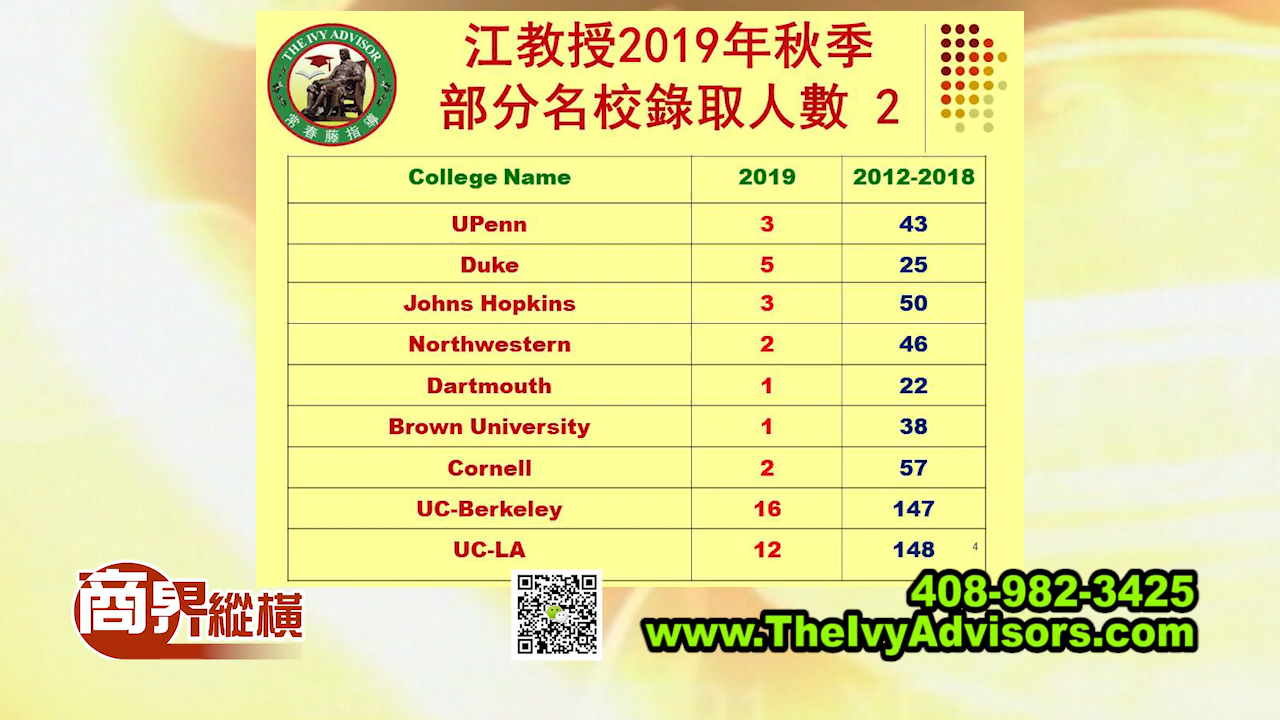 THE IVY ADVISOR
常春藤指導
江教授2019年秋季
部分名校錄取人數 2
College Name 2019 2012-2018
UPenn 3 43
Duke 5 25
Johns Hopkins 3 50
Northwestern 2 46
Dartmouth 1 22
Brown University 1 38
Cornell 2 57
UC-Berkeley 16 147
UC-LA 12 148
4
商界縱橫
408-982-3425
www.TheIvyAdvisors.com